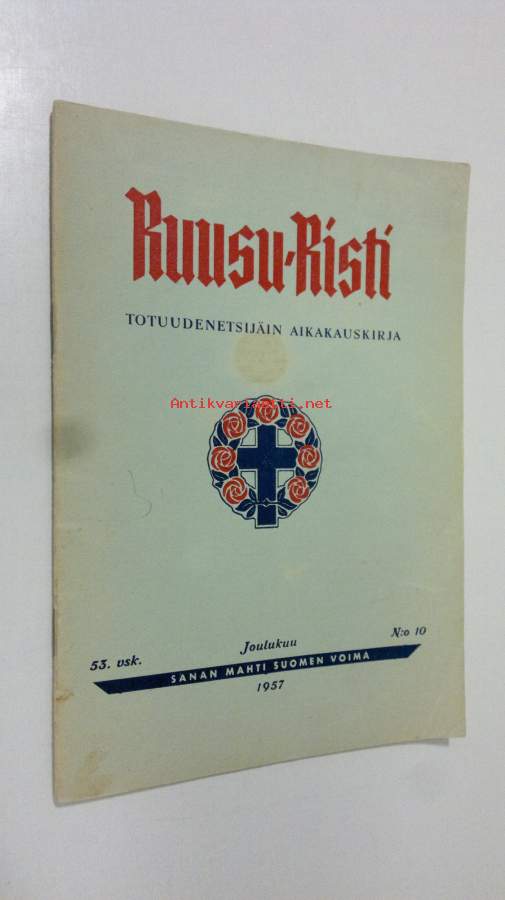 Ruusu-Risti
TOTUUDENETSIJÄIN AIKAKAUSKIRJA
Antikvariaatti.net
53. vsk.
Joulukuu
N:o 10
SANAN MAHTI SUOMEN VOIMA
1957